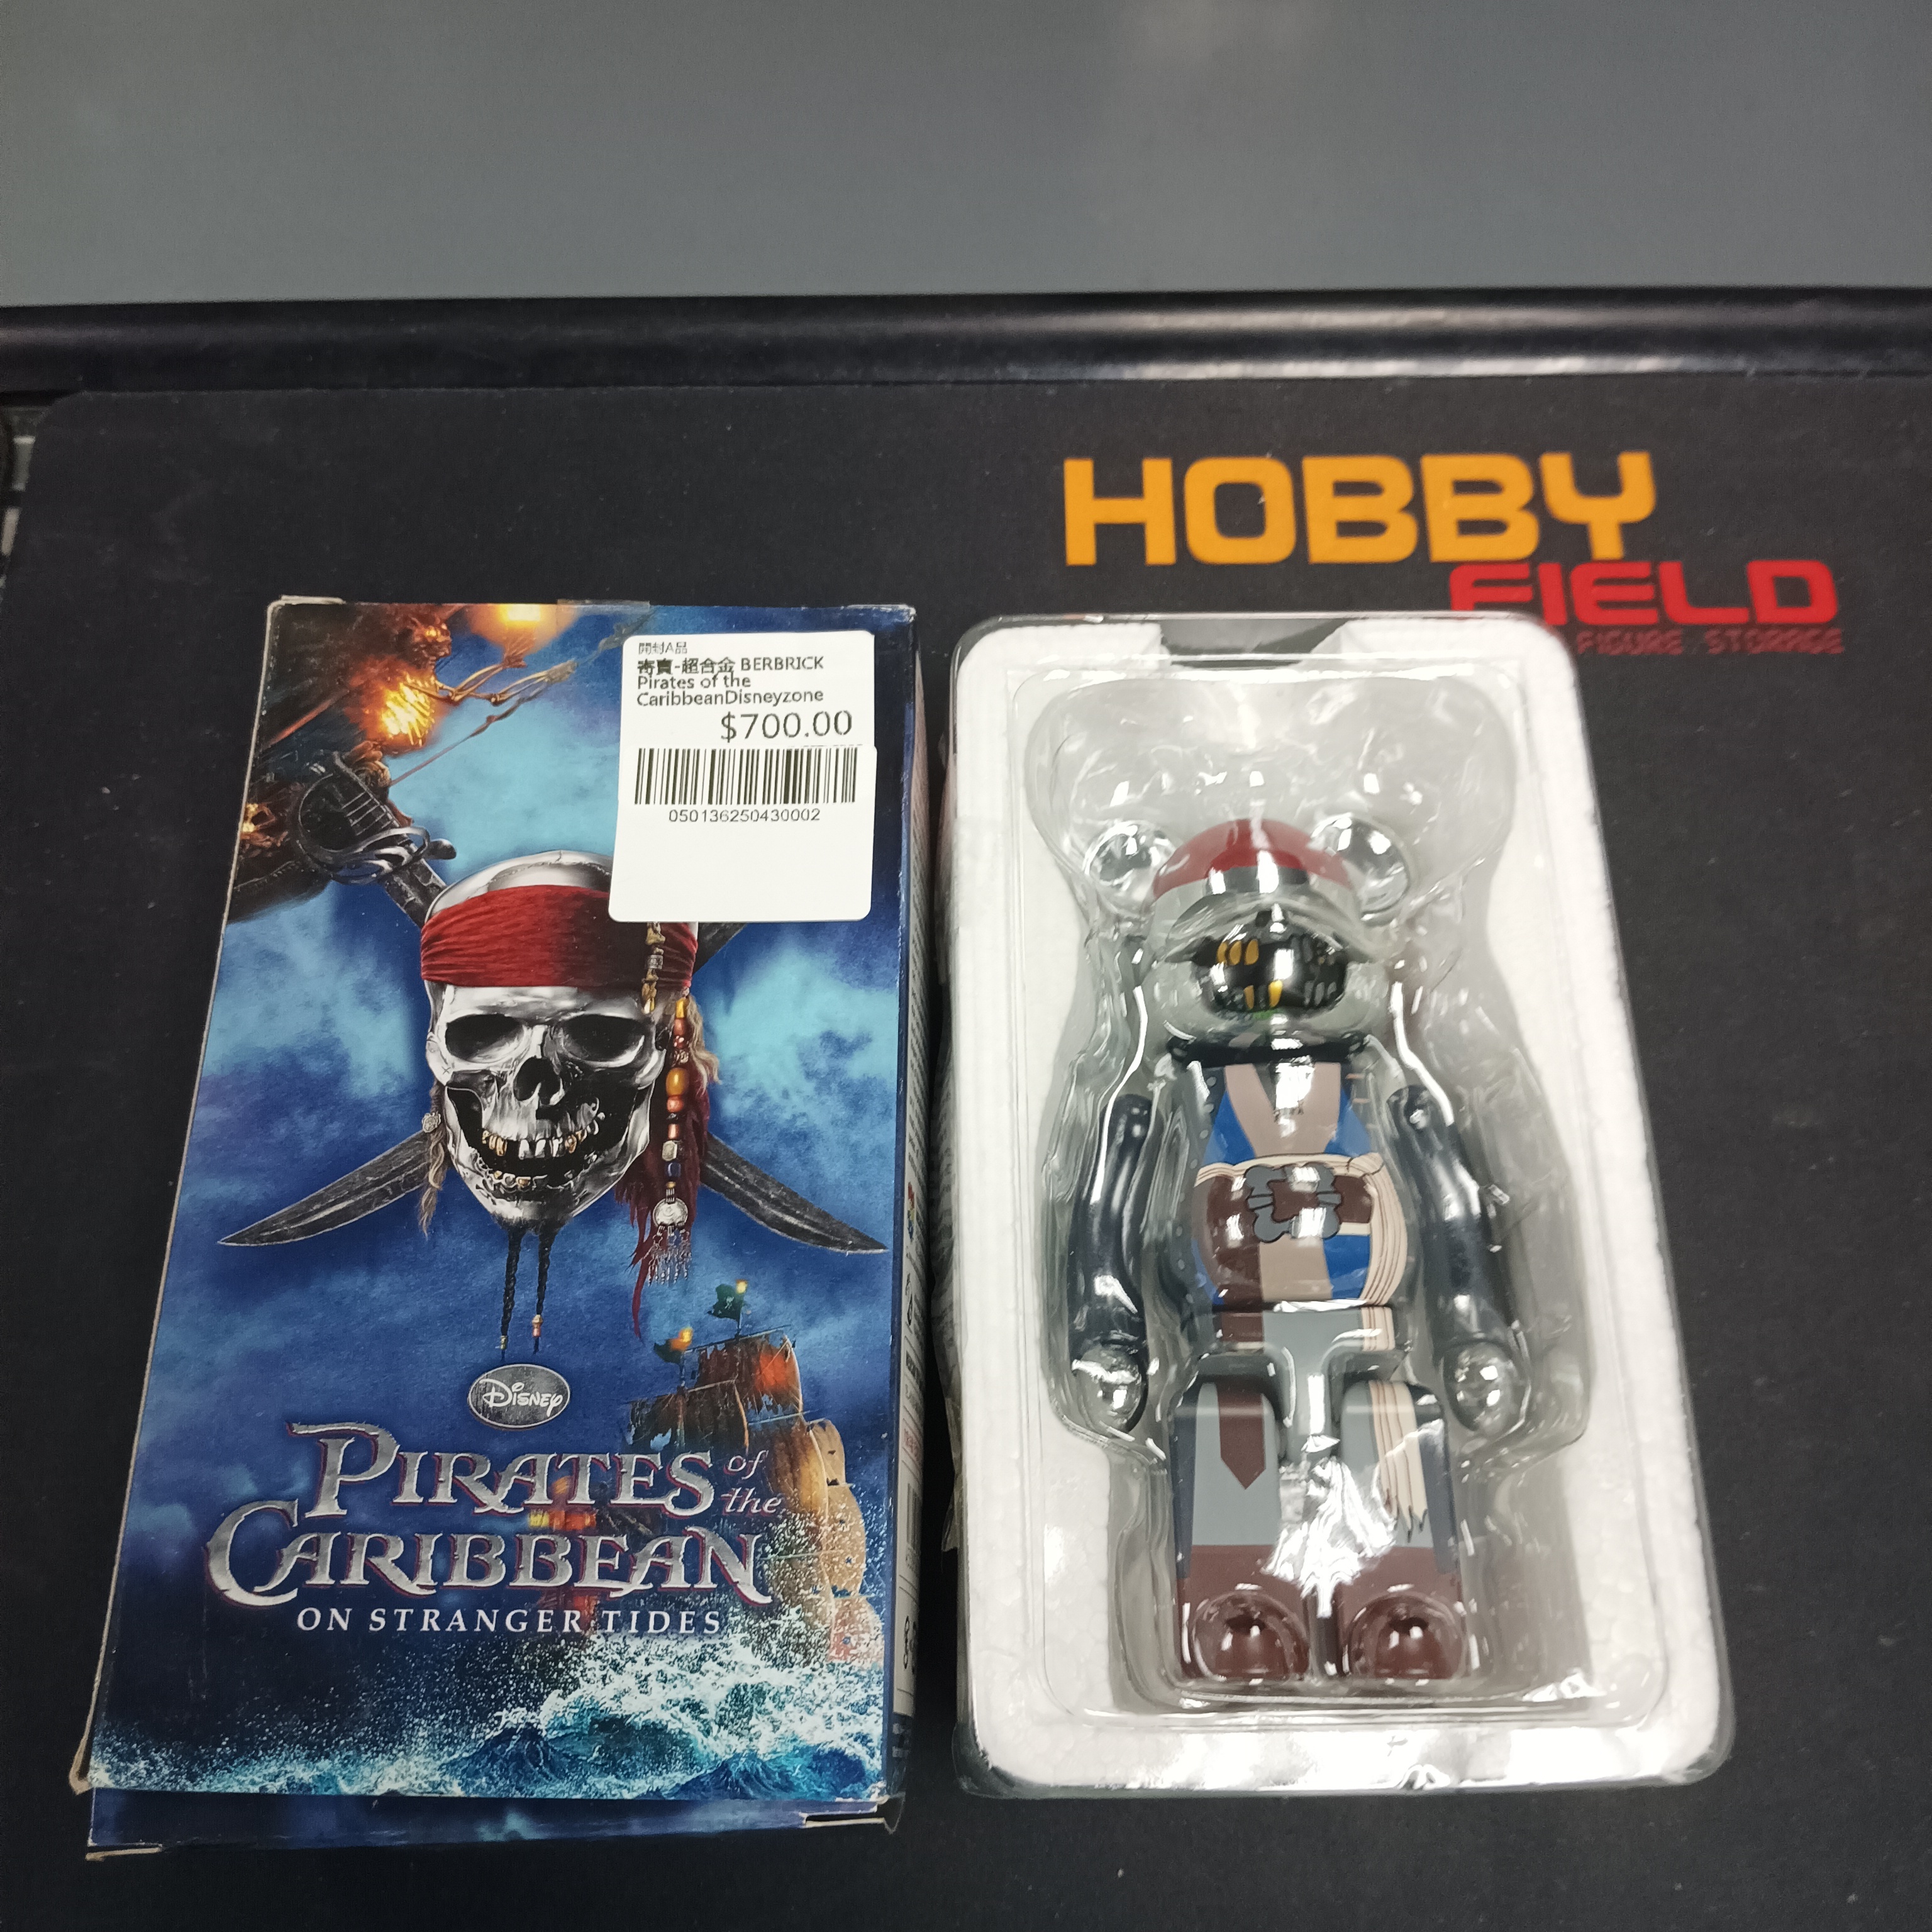 HOBBY
FIELD
FIGURE . STORAGE
開封A品
寄賣-超合金 BERBRICK
Pirates of the
CaribbeanDisneyzone
$700.00
050136250430002
DISNEY
PIRATES of the
CARIBBEAN
ON STRANGER TIDES